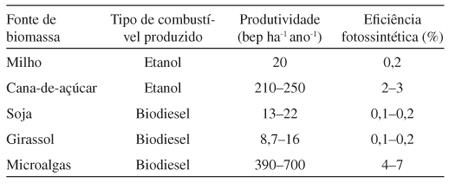 Fonte de biomassa Tipo de combustí-vel produzido Produtividade (bep ha-1 ano-1) Eficiência fotossintética (%)
Milho Etanol 20 0,2
Cana-de-açúcar Etanol 210–250 2–3
Soja Biodiesel 13–22 0,1–0,2
Girassol Biodiesel 8,7–16 0,1–0,2
Microalgas Biodiesel 390–700 4–7